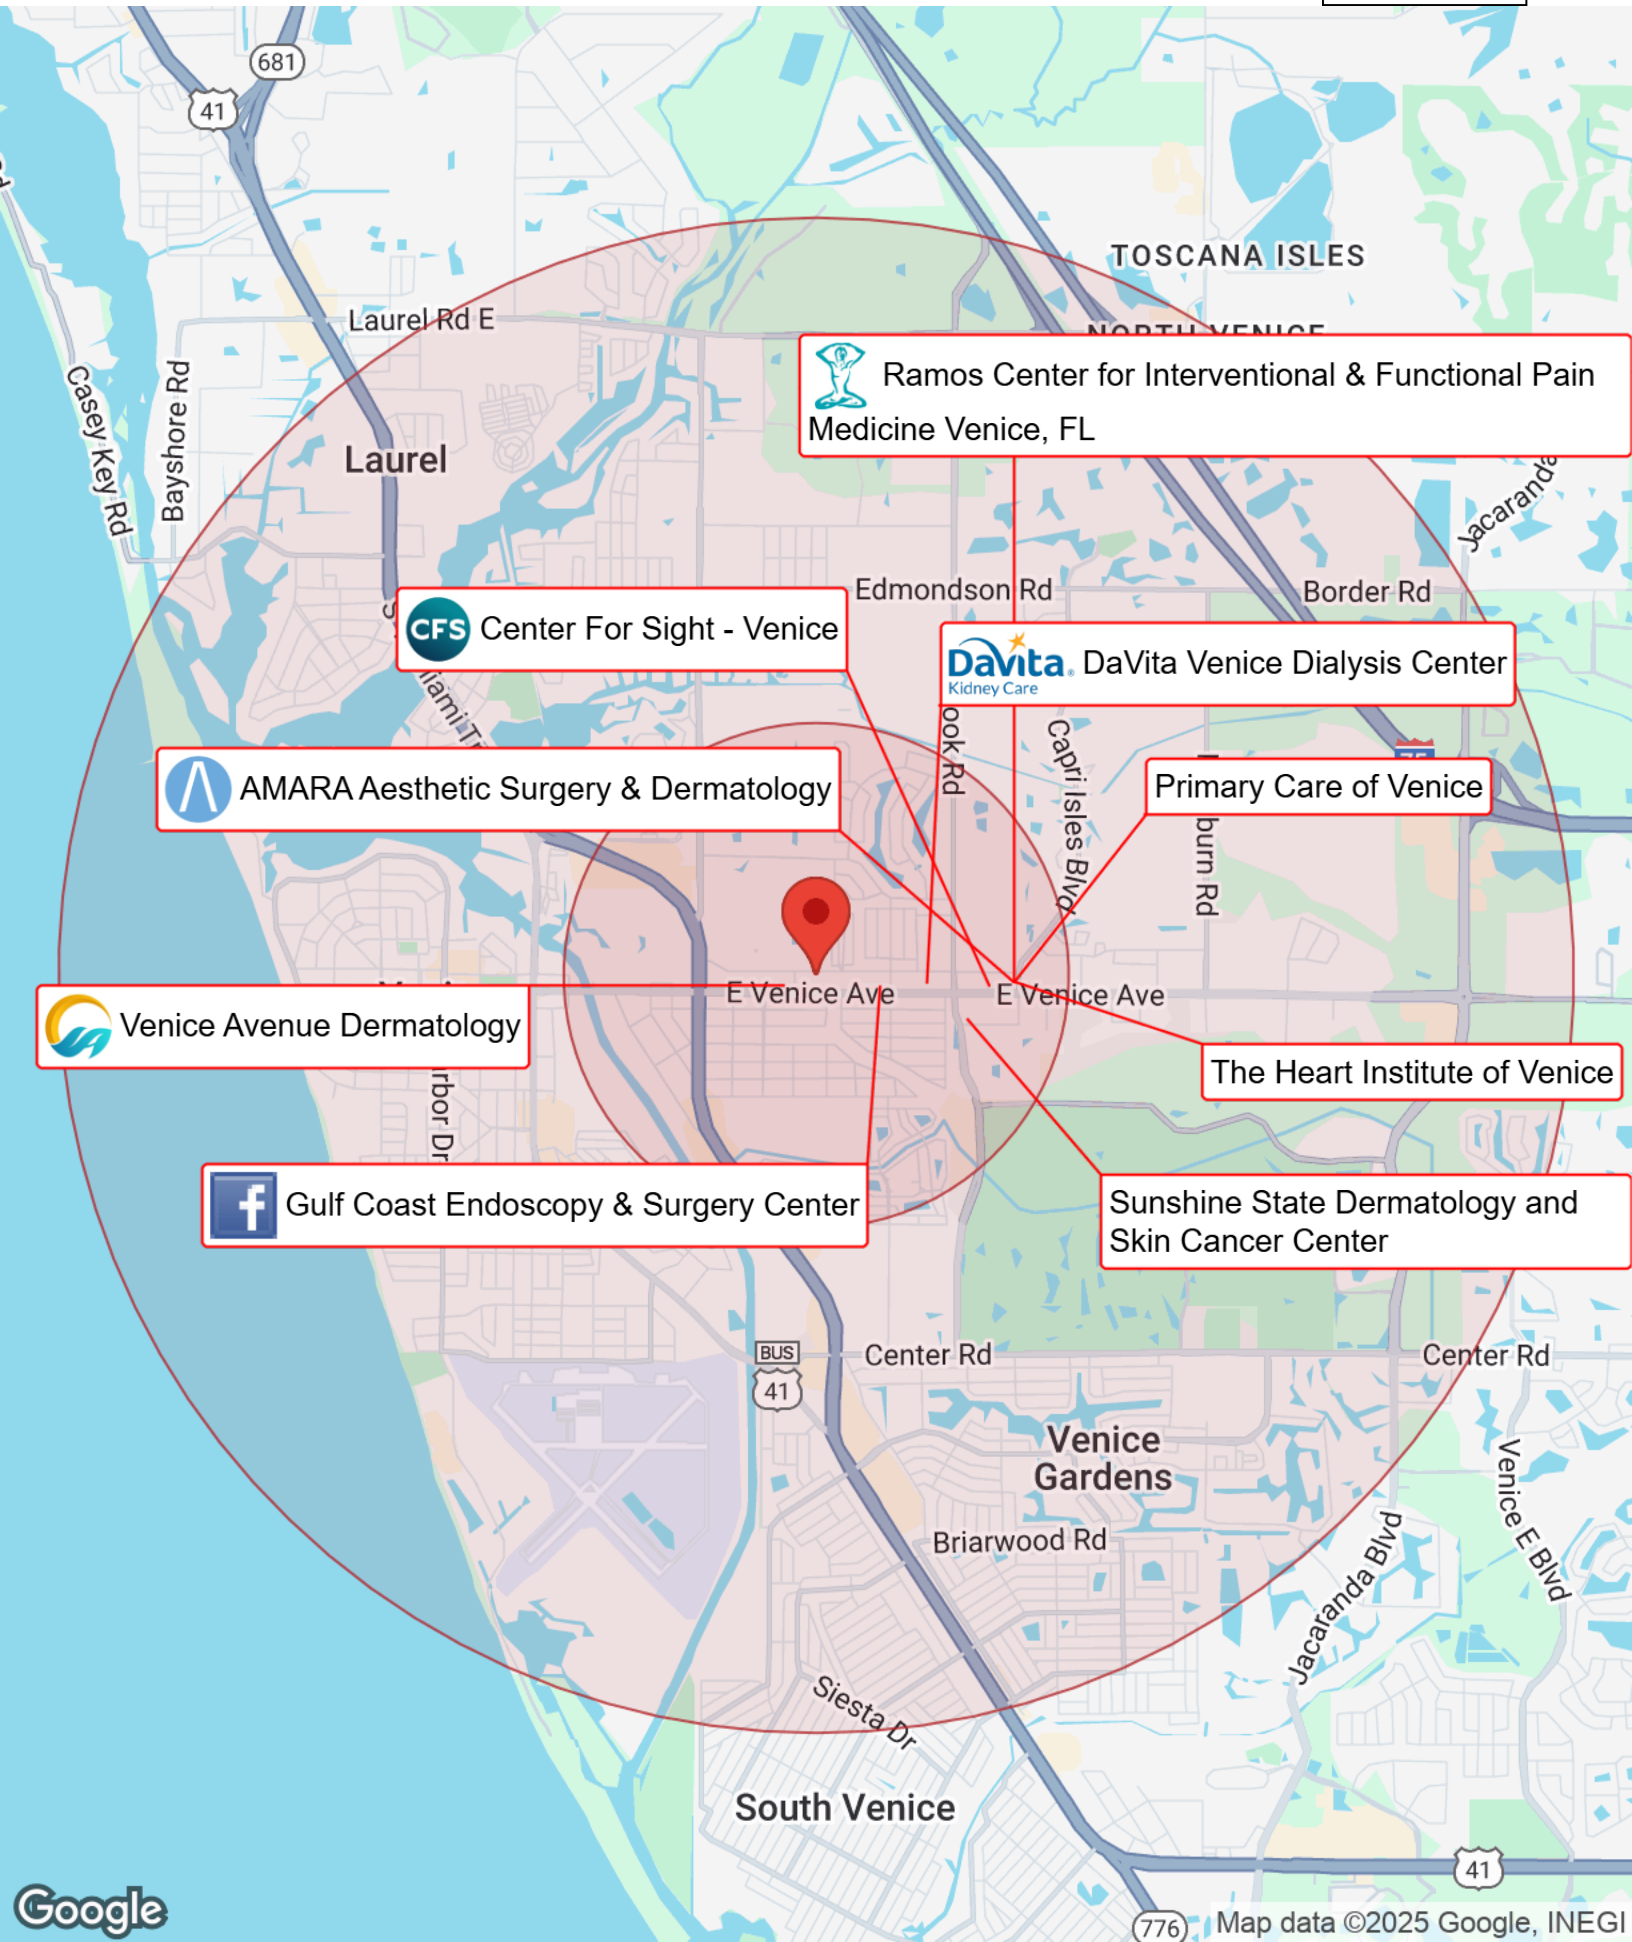 681
41
TOSCANA ISLES
Laurel Rd E
NORTH VENICE
Ramos Center for Interventional & Functional Pain
Medicine Venice, FL
Casey Key Rd
Bayshore Rd
Laurel
Jacaranda
Edmondson Rd
Border Rd
CFS Center For Sight - Venice
DaVita Kidney Care DaVita Venice Dialysis Center
Capri Isles Blvd
75
AMARA Aesthetic Surgery & Dermatology
Primary Care of Venice
E Venice Ave
E Venice Ave
Venice Avenue Dermatology
The Heart Institute of Venice
Gulf Coast Endoscopy & Surgery Center
Sunshine State Dermatology and
Skin Cancer Center
BUS
41
Center Rd
Center Rd
Venice
Gardens
Venice E Blvd
Briarwood Rd
Jacaranda Blvd
Siesta Dr
South Venice
41
776
Google
Map data ©2025 Google, INEGI